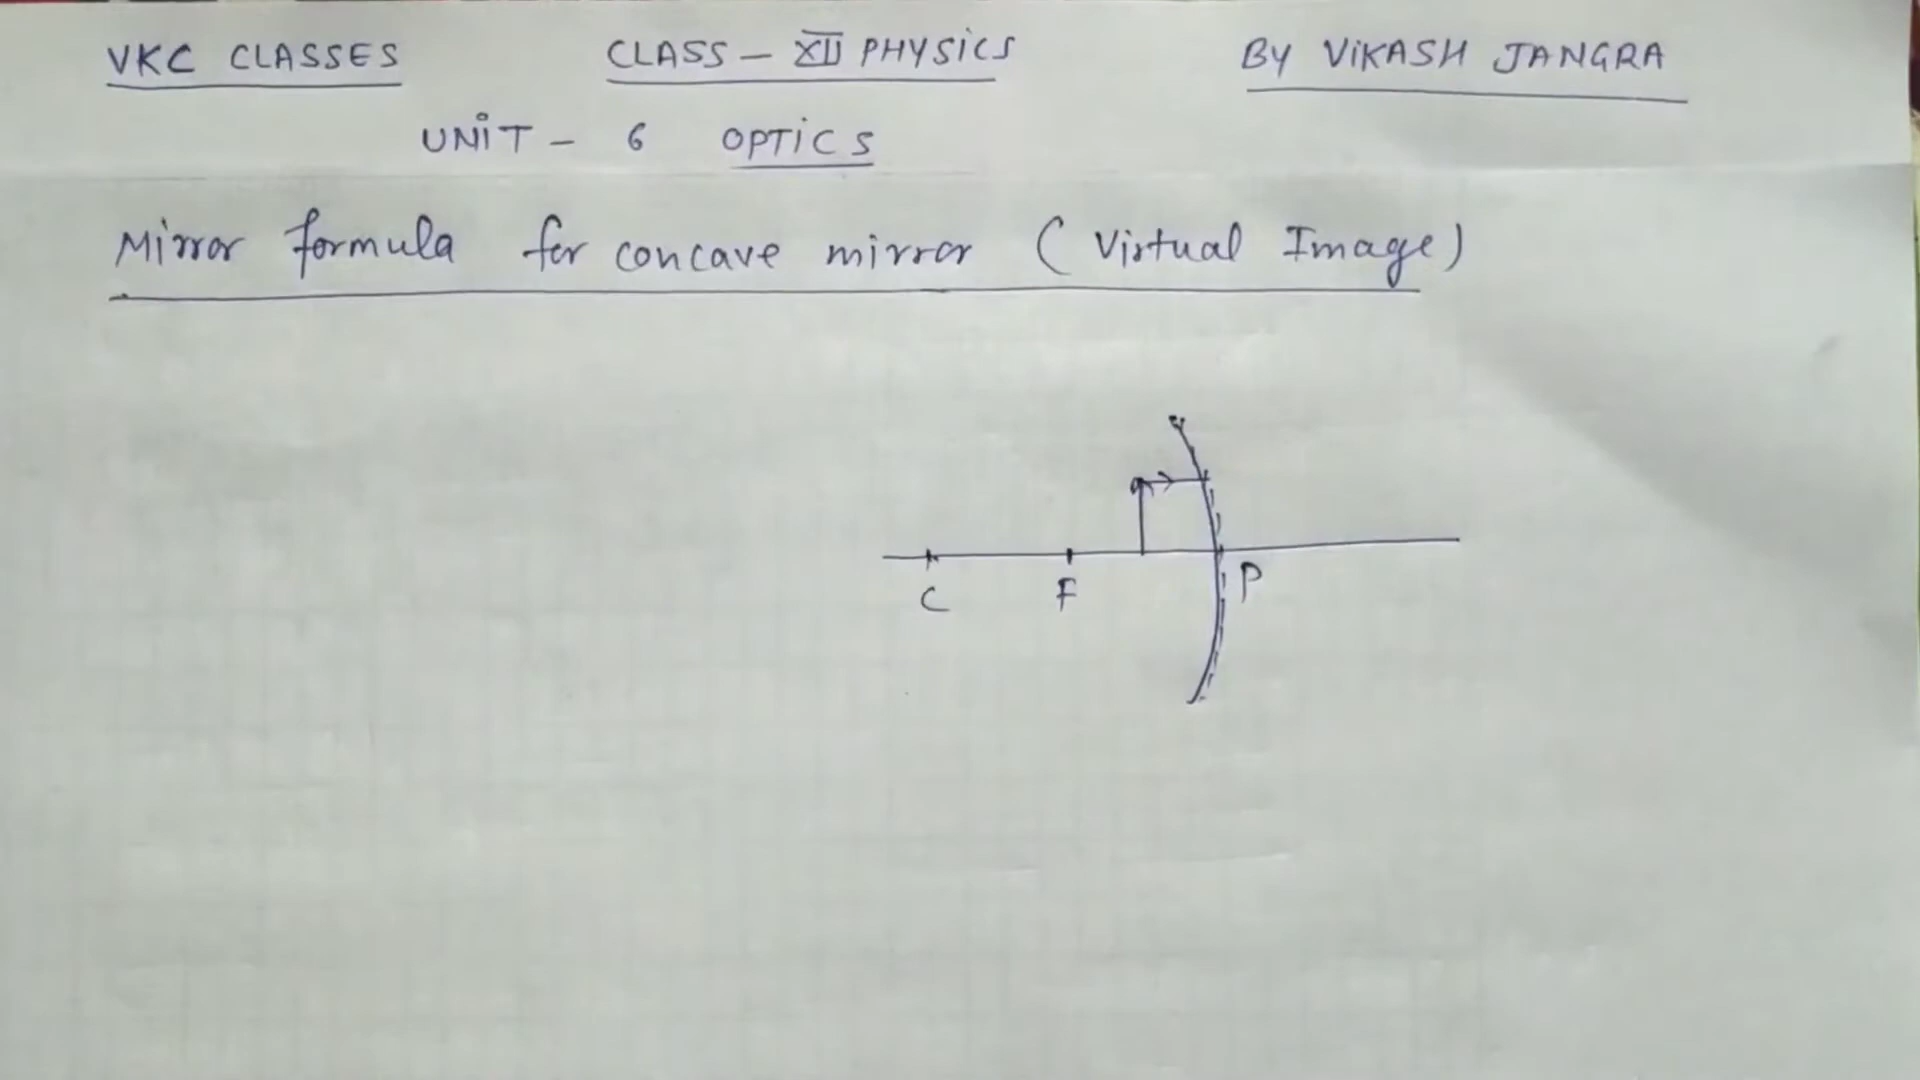 VKC CLASSES CLASS - XII PHYSICS BY VIKASH JANGRA
UNIT - 6 OPTICS
Mirror formula for concave mirror ( Virtual Image )
C F P